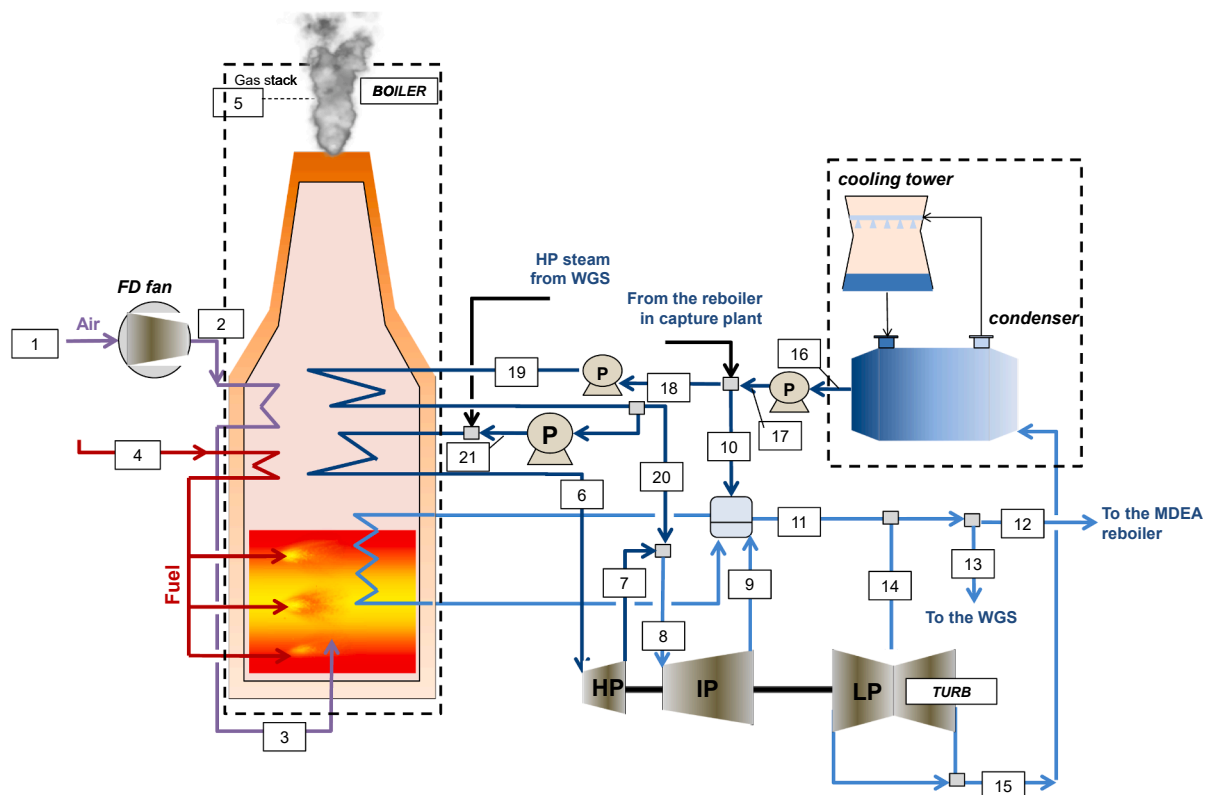 Gas stack
5
BOILER
cooling tower
HP steam
from WGS
FD fan
From the reboiler
in capture plant
condenser
Air
1
2
16
19
P
18
P
17
P
21
10
4
6
20
11
12
To the MDEA
reboiler
7
9
13
14
Fuel
To the WGS
8
HP
IP
LP
TURB
3
15